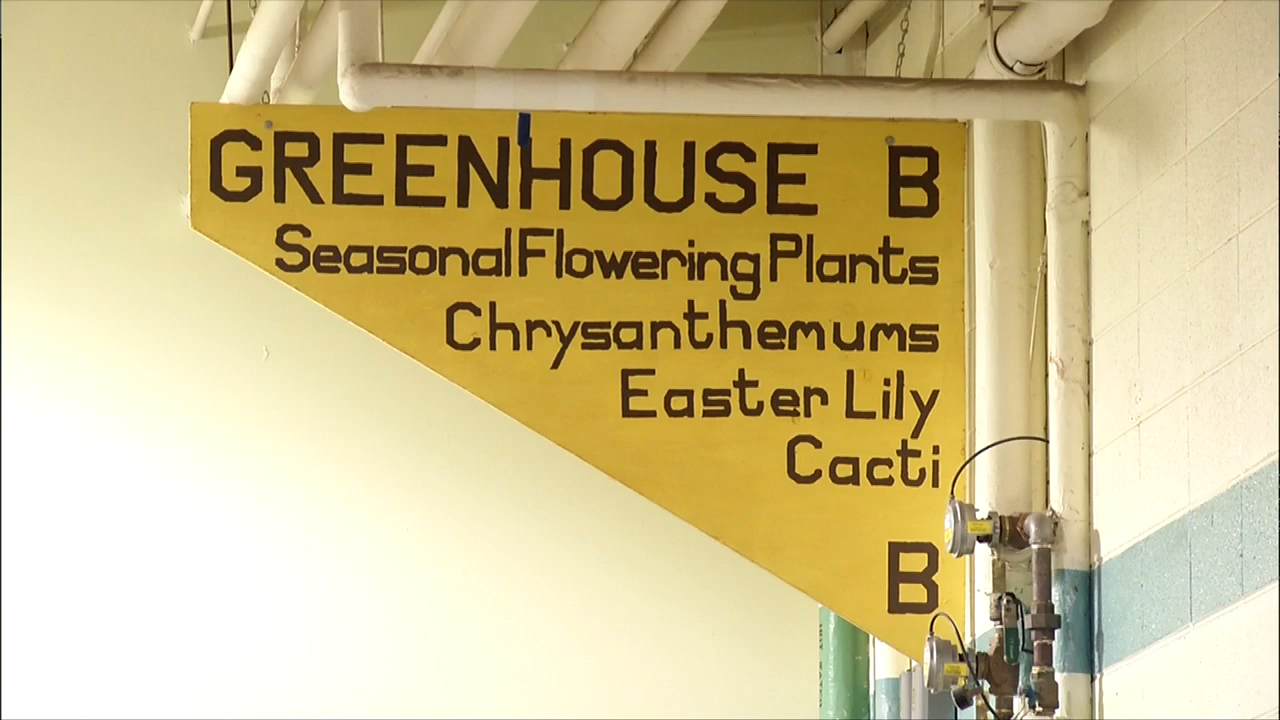 GREENHOUSE B
Seasonal Flowering Plants
Chrysanthemums
Easter Lily
Cacti
B